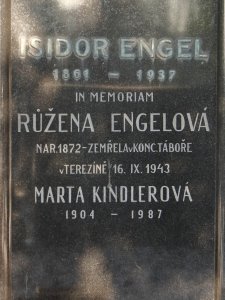 ISIDOR ENGEL
1861 - 1937
IN MEMORIAM
RŮŽENA ENGELOVÁ
NAR.1872-ZEMŘELA V KONC.TÁBOŘE
V TEREZÍNĚ 16. IX. 1943
MARTA KINDLEROVÁ
1904 - 1987